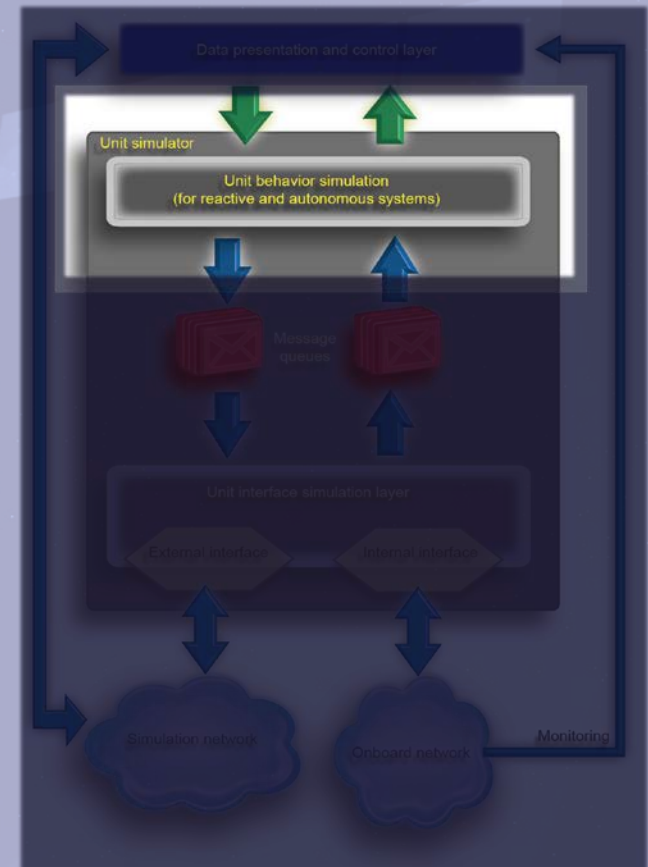 Data presentation and control layer
Unit simulator
Unit behavior simulation
(for reactive and autonomous systems)
Message
queues
Unit interface simulation layer
External interface
Internal interface
Simulation network
Onboard network
Monitoring